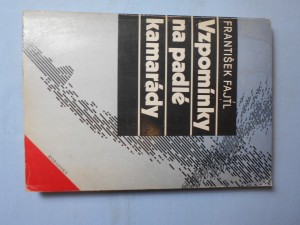 FRANTIŠEK FAJTL
Vzpomínky
na padlé
kamarády